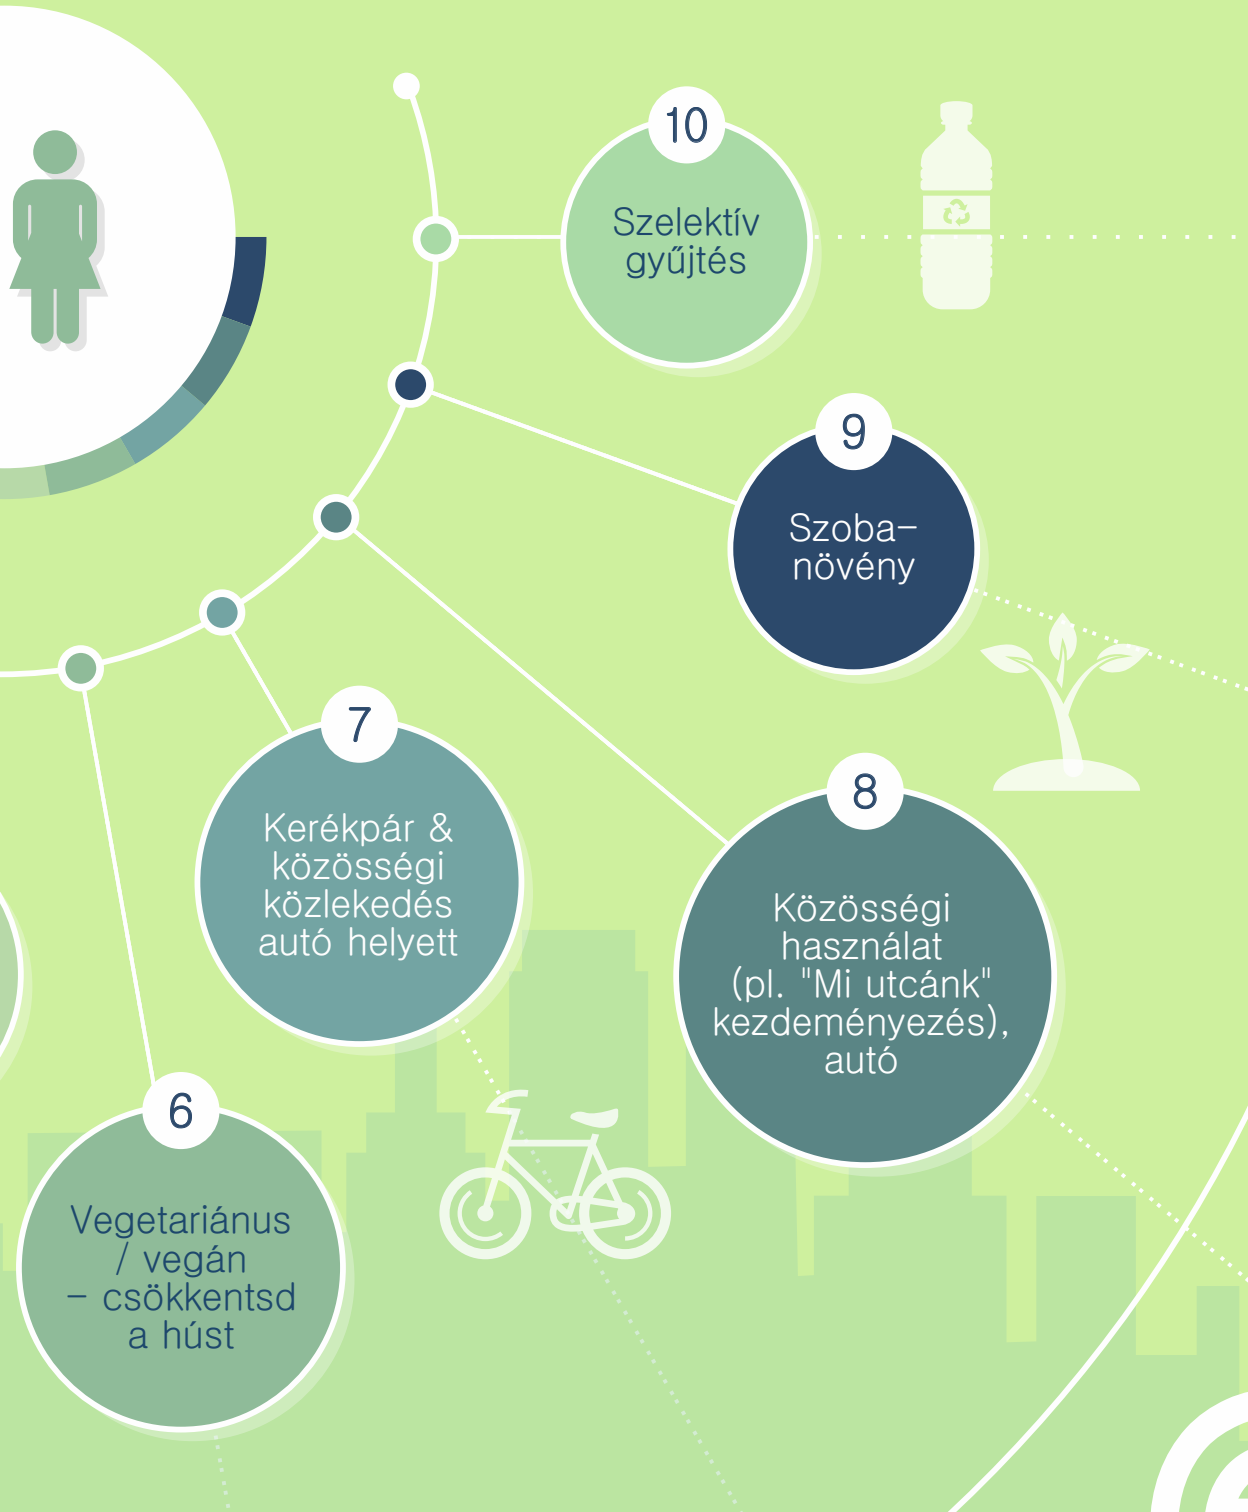 10
Szelektív
gyűjtés
9
Szoba-
növény
8
Közösségi
használat
(pl. "Mi utcánk"
kezdeményezés),
autó
7
Kerékpár &
közösségi
közlekedés
autó helyett
6
Vegetariánus
/ vegán
- csökkentsd
a húst